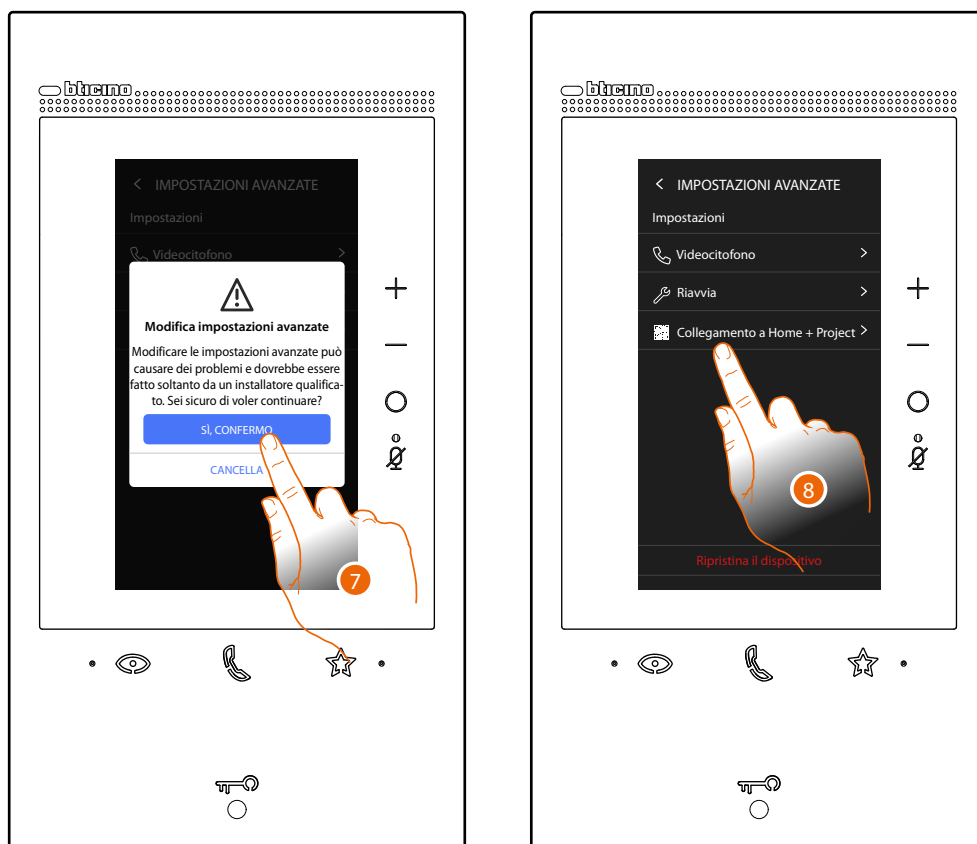 bticino
< IMPOSTAZIONI AVANZATE
Impostazioni
Videocitofono >
Modifica impostazioni avanzate
Modificare le impostazioni avanzate può
causare dei problemi e dovrebbe essere
fatto soltanto da un installatore qualifica-
to. Sei sicuro di voler continuare?
SÌ, CONFERMO
CANCELLA
7
bticino
< IMPOSTAZIONI AVANZATE
Impostazioni
Videocitofono >
Riavvia >
Collegamento a Home + Project >
8
Ripristina il dispositivo